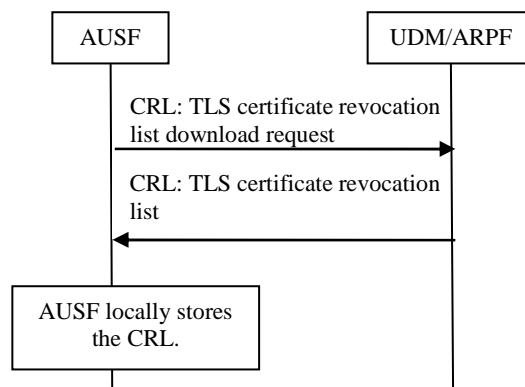 AUSF
UDM/ARPF
CRL: TLS certificate revocation
list download request
CRL: TLS certificate revocation
list
AUSF locally stores
the CRL.